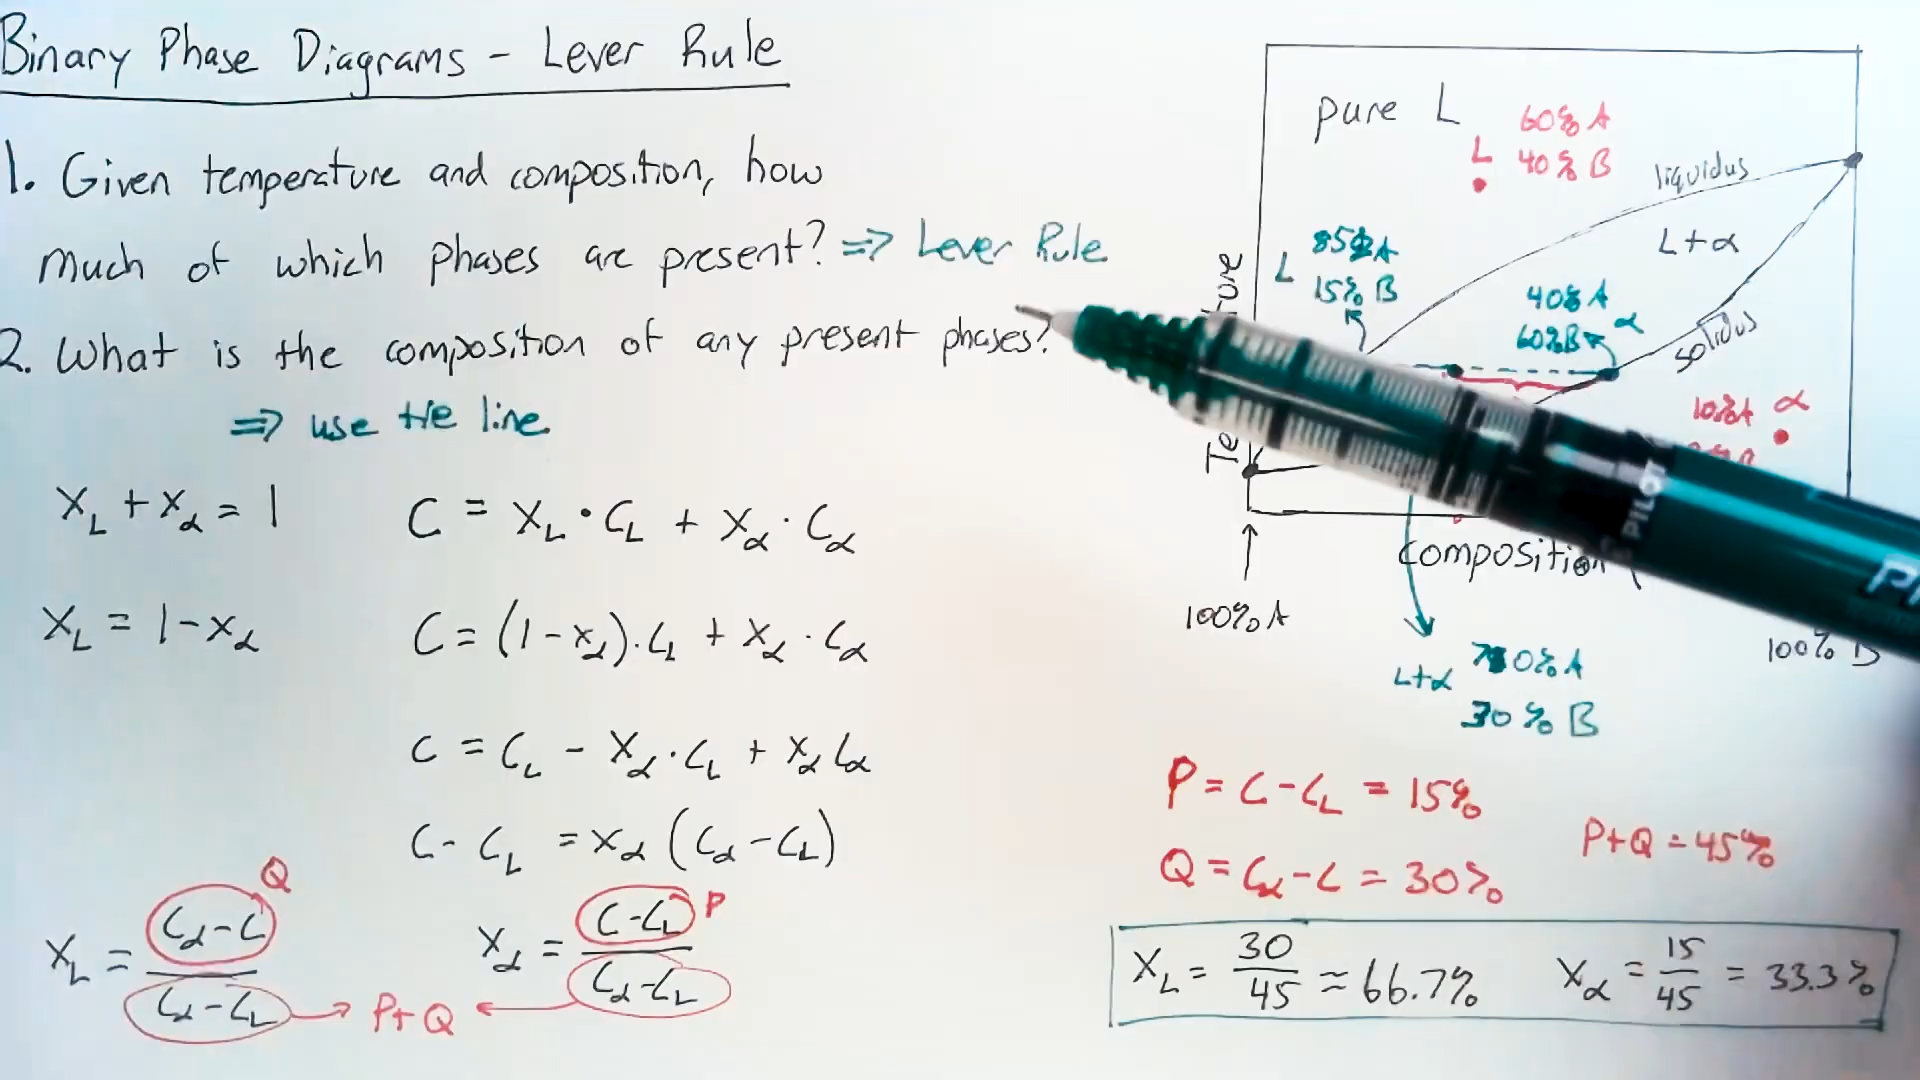 Binary Phase Diagrams - Lever Rule
1. Given temperature and composition, how
much of which phases are present? => Lever Rule
2. What is the composition of any present phases?
=> use tie line
X_L + X_α = 1
C = X_L · C_L + X_α · C_α
X_L = 1 - X_α
C = (1 - X_α) · C_L + X_α · C_α
C = C_L - X_α · C_L + X_α C_α
C - C_L = X_α (C_α - C_L)
X_L = (C_α - C) / (C_α - C_L)
Q
X_α = (C - C_L) / (C_α - C_L)
P
P+Q
pure L
L
60% A
40% B
liquidus
L+α
L
85% A
15% B
40% A
60% B
α
solidus
10% A
α
composition
100% A
100% B
L+α
70% A
30% B
P = C - C_L = 15%
Q = C_α - C = 30%
P+Q = 45%
X_L = 30/45 ≈ 66.7%
X_α = 15/45 = 33.3%
PILOT